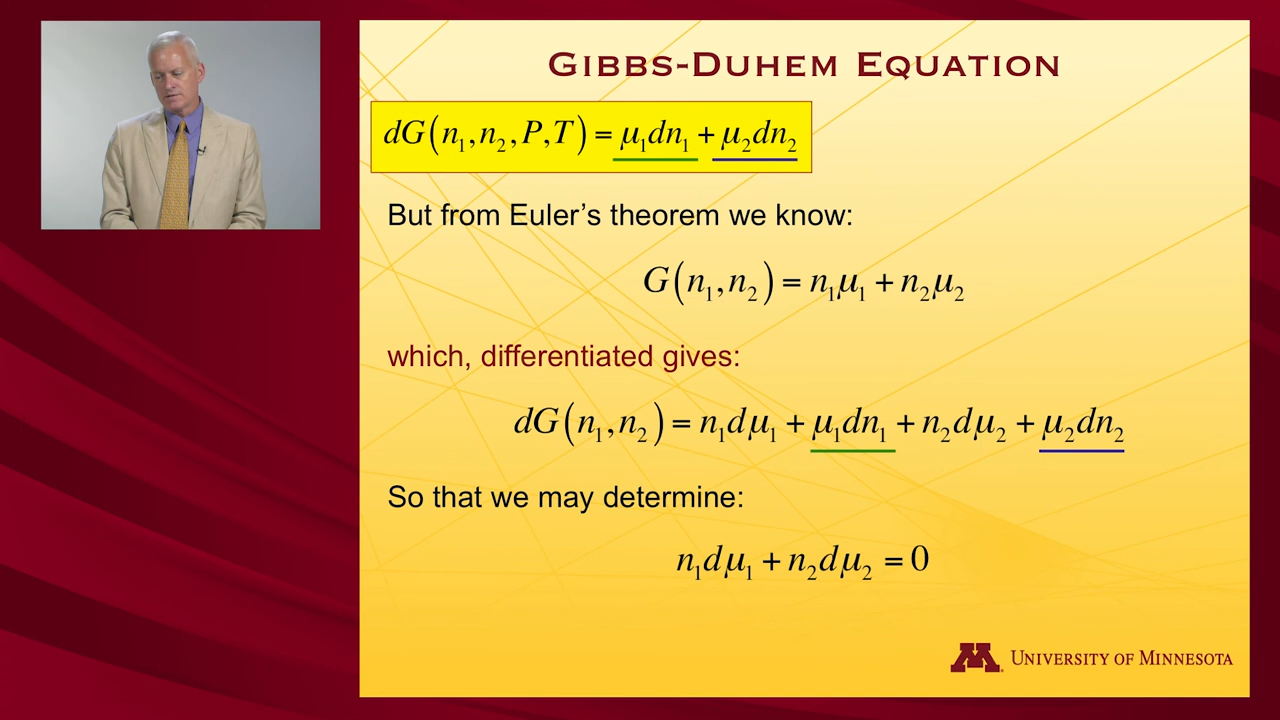 GIBBS-DUHEM EQUATION
dG(n₁,n₂,P,T) = μ₁dn₁ + μ₂dn₂
But from Euler’s theorem we know:
G(n₁,n₂) = n₁μ₁ + n₂μ₂
which, differentiated gives:
dG(n₁,n₂) = n₁dμ₁ + μ₁dn₁ + n₂dμ₂ + μ₂dn₂
So that we may determine:
n₁dμ₁ + n₂dμ₂ = 0
M UNIVERSITY OF MINNESOTA